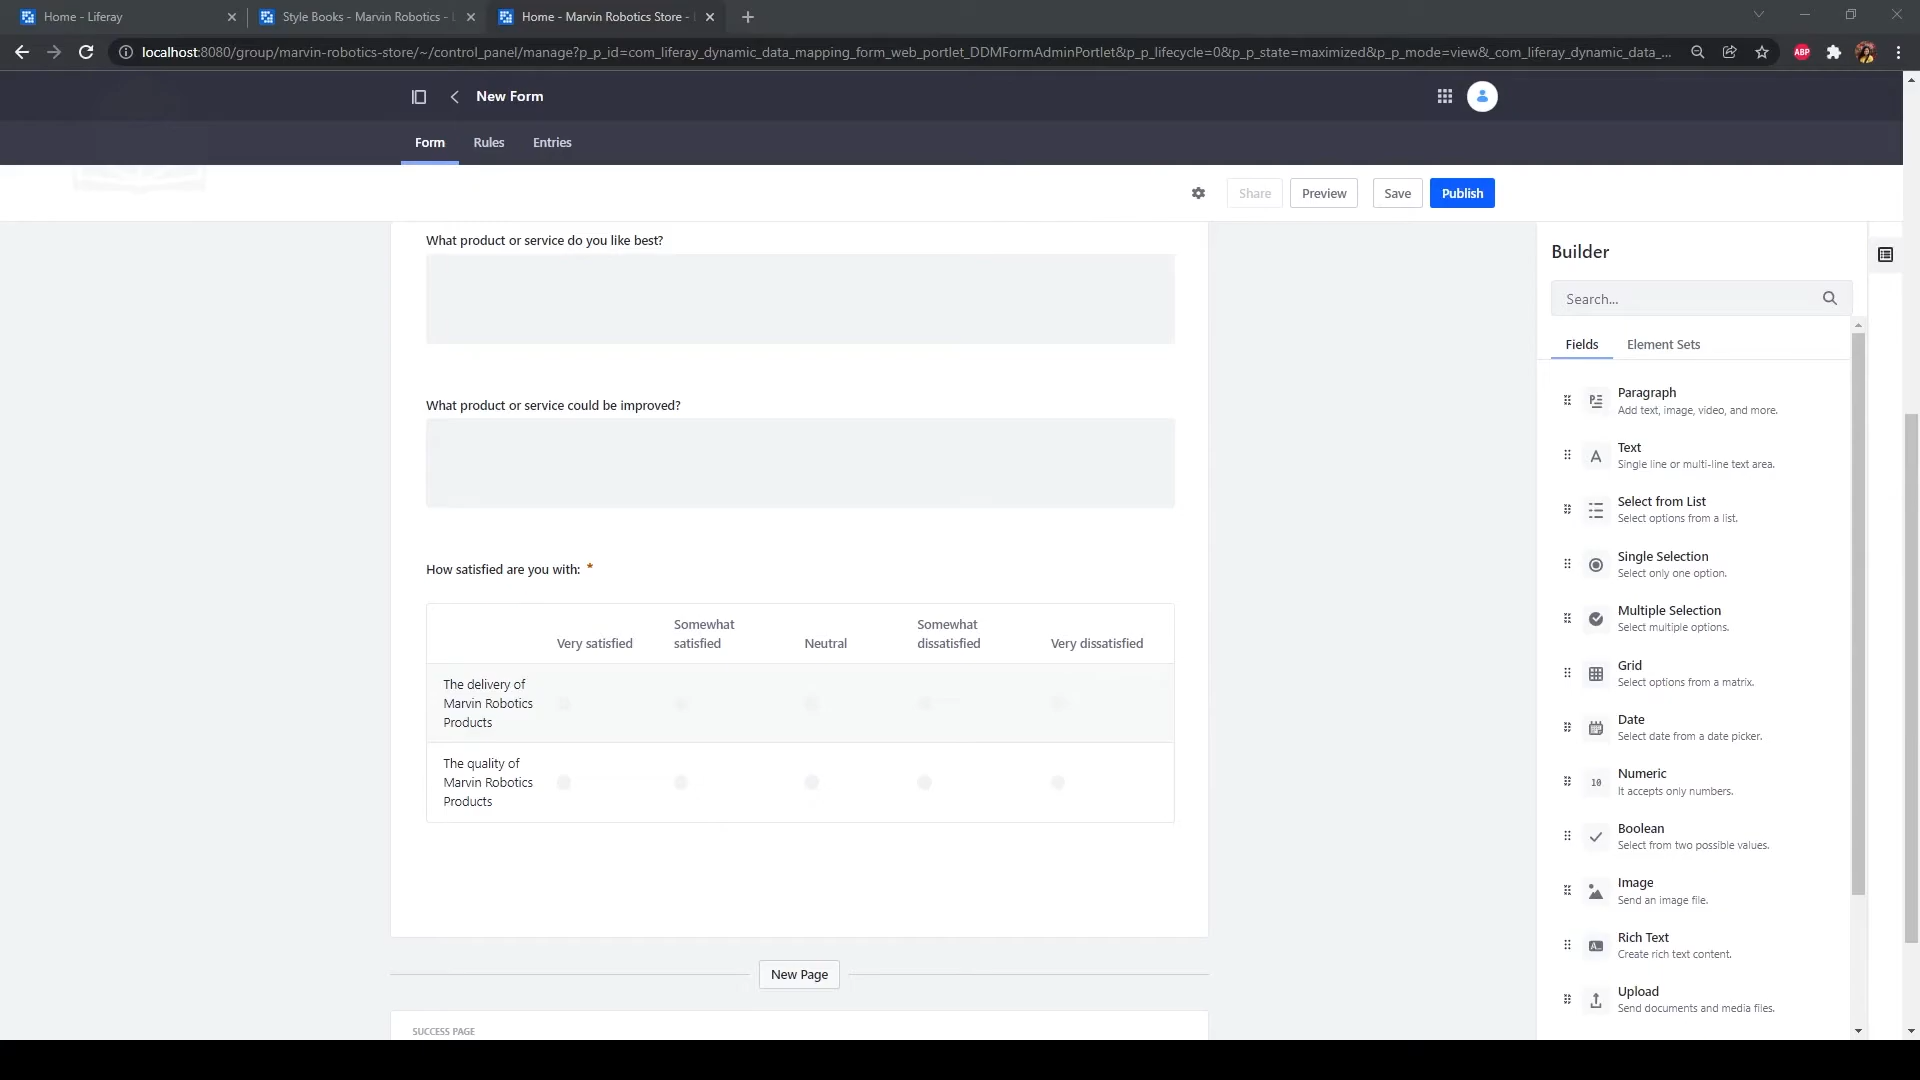 Home - Liferay
Style Books - Marvin Robotics -
Home - Marvin Robotics Store -
localhost:8080/group/marvin-robotics-store/~/control_panel/manage?p_p_id=com_liferay_dynamic_data_mapping_form_web_portlet_DDMFormAdminPortlet&p_p_lifecycle=0&p_p_state=maximized&p_p_mode=view&_com_liferay_dynamic_data_...
ABP
New Form
Form Rules Entries
Share Preview Save Publish
What product or service do you like best?
What product or service could be improved?
How satisfied are you with: *
Very satisfied
Somewhat
satisfied
Neutral
Somewhat
dissatisfied
Very dissatisfied
The delivery of
Marvin Robotics
Products
The quality of
Marvin Robotics
Products
New Page
SUCCESS PAGE
Builder
Search...
Fields Element Sets
Paragraph
Add text, image, video, and more.
Text
Single line or multi-line text area.
Select from List
Select options from a list.
Single Selection
Select only one option.
Multiple Selection
Select multiple options.
Grid
Select options from a matrix.
Date
Select date from a date picker.
10
Numeric
It accepts only numbers.
Boolean
Select from two possible values.
Image
Send an image file.
Rich Text
Create rich text content.
Upload
Send documents and media files.